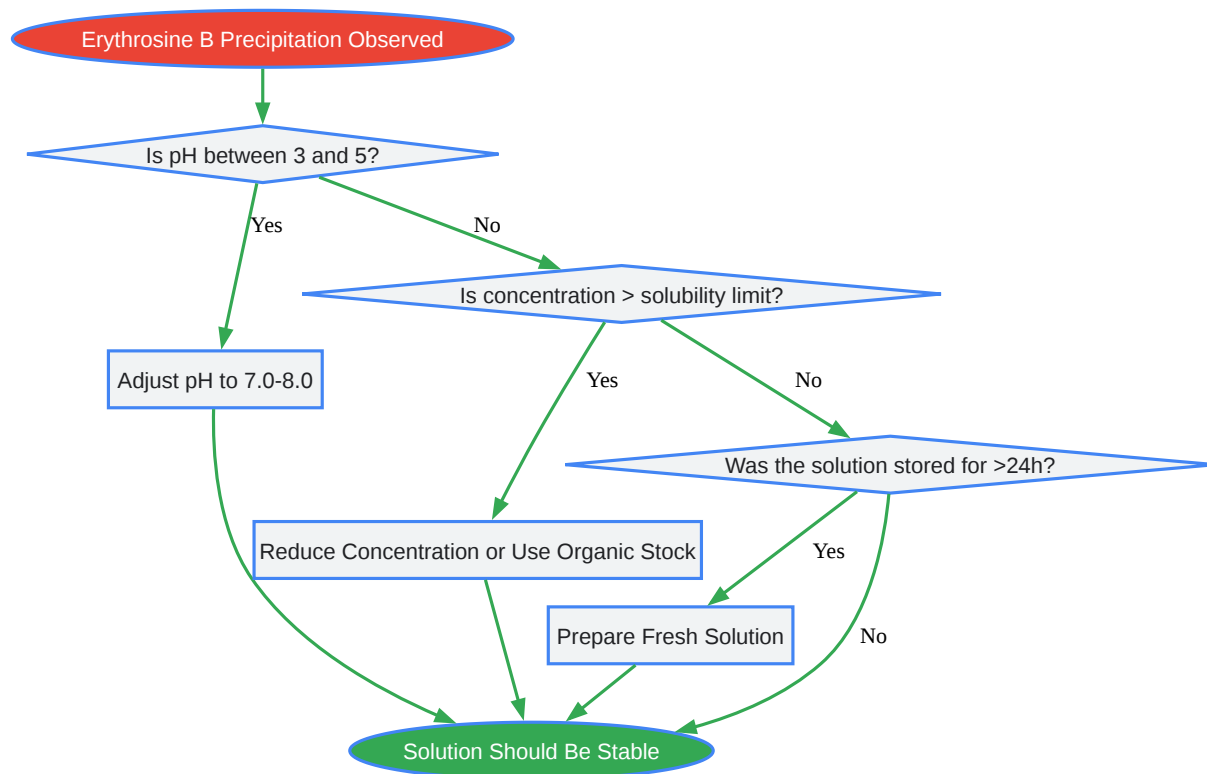 Erythrosine B Precipitation Observed
Is pH between 3 and 5?
Yes
No
Is concentration > solubility limit?
Adjust pH to 7.0-8.0
Yes
No
Was the solution stored for >24h?
Reduce Concentration or Use Organic Stock
Yes
Prepare Fresh Solution
No
Solution Should Be Stable